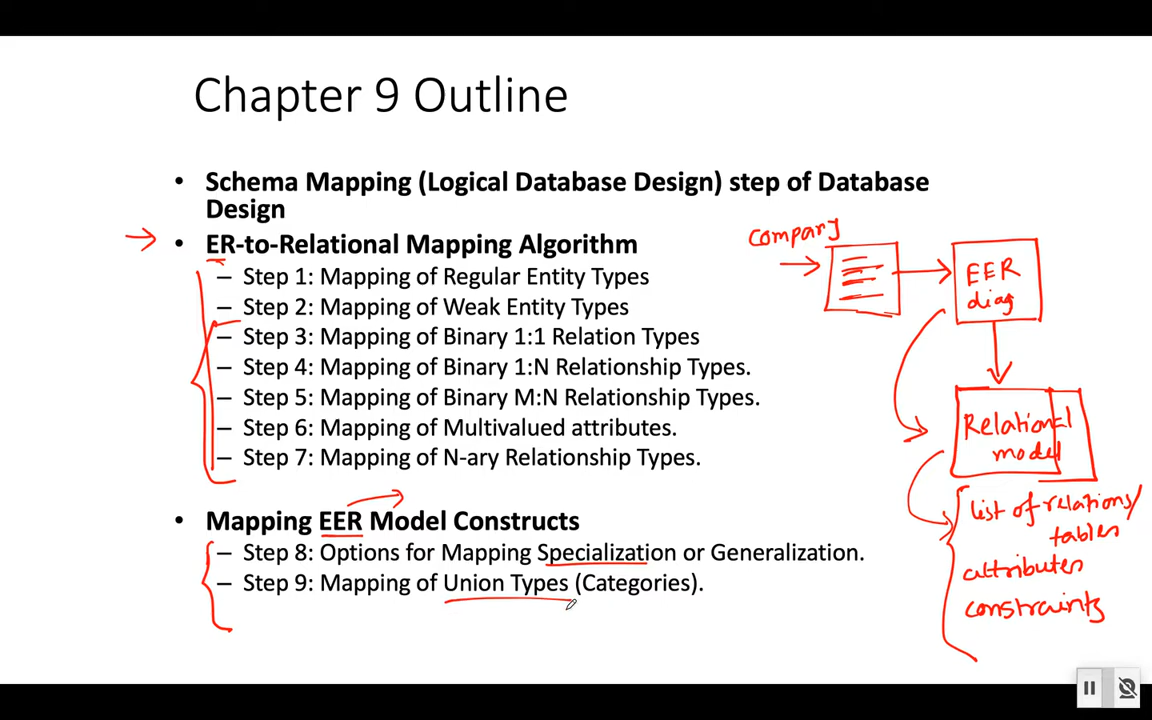 Chapter 9 Outline
• Schema Mapping (Logical Database Design) step of Database
Design
• ER-to-Relational Mapping Algorithm
– Step 1: Mapping of Regular Entity Types
– Step 2: Mapping of Weak Entity Types
– Step 3: Mapping of Binary 1:1 Relation Types
– Step 4: Mapping of Binary 1:N Relationship Types.
– Step 5: Mapping of Binary M:N Relationship Types.
– Step 6: Mapping of Multivalued attributes.
– Step 7: Mapping of N-ary Relationship Types.
• Mapping EER Model Constructs
– Step 8: Options for Mapping Specialization or Generalization.
– Step 9: Mapping of Union Types (Categories).
Company
EER
diag
Relational
model
list of relations/
tables
attributes
constraints